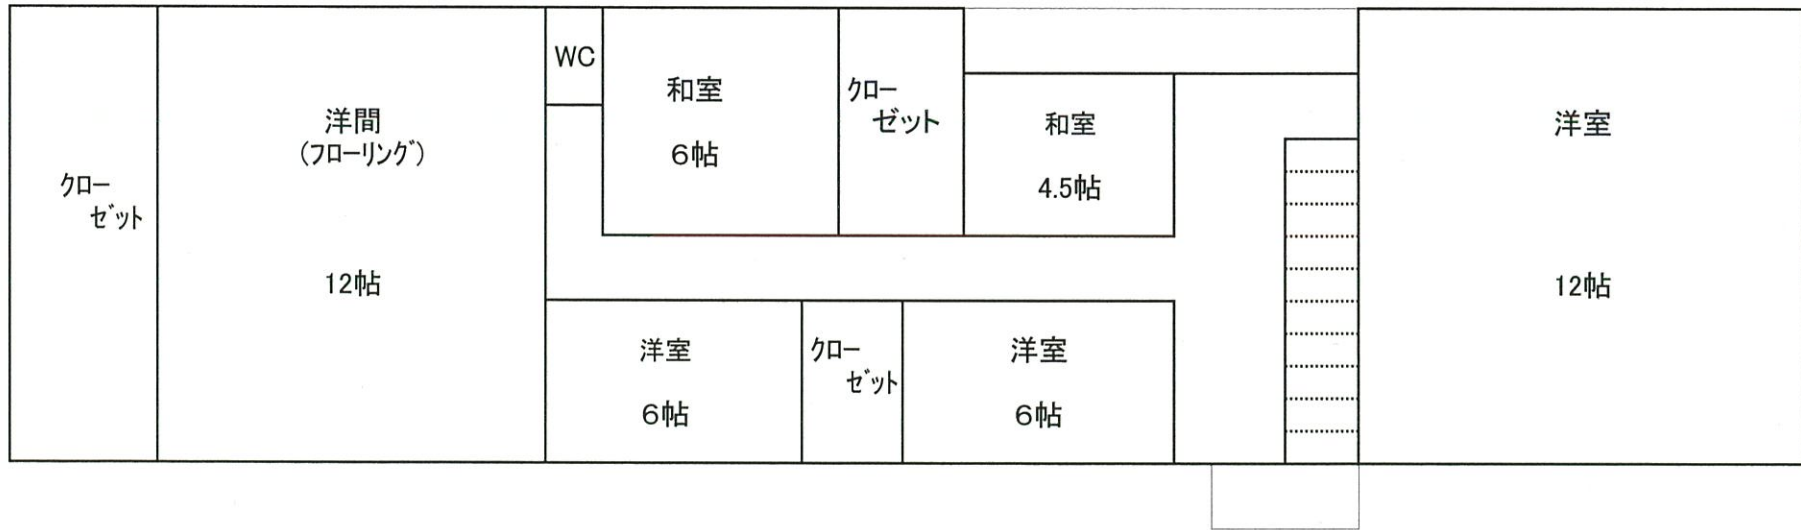 クロー
ゼット
洋間
(フローリング)
12帖
WC
和室
6帖
クロー
ゼット
和室
4.5帖
洋室
6帖
クロー
ゼット
洋室
6帖
洋室
12帖